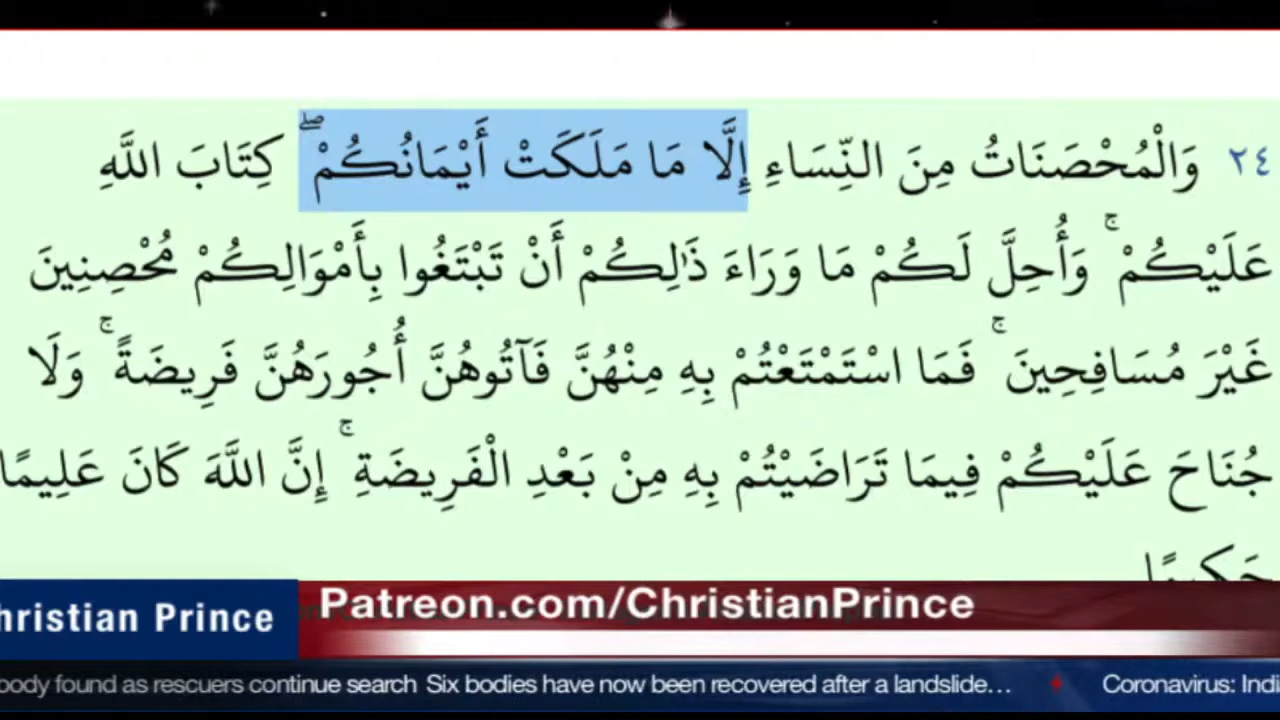 ٢٤ وَالْمُحْصَنَاتُ مِنَ النِّسَاءِ إِلَّا مَا مَلَكَتْ أَيْمَانُكُمْ ۖ كِتَابَ اللَّهِ
عَلَيْكُمْ ۚ وَأُحِلَّ لَكُمْ مَا وَرَاءَ ذَٰلِكُمْ أَنْ تَبْتَغُوا بِأَمْوَالِكُمْ مُحْصِنِينَ
غَيْرَ مُسَافِحِينَ ۚ فَمَا اسْتَمْتَعْتُمْ بِهِ مِنْهُنَّ فَآتُوهُنَّ أُجُورَهُنَّ فَرِيضَةً ۚ وَلَا
جُنَاحَ عَلَيْكُمْ فِيمَا تَرَاضَيْتُمْ بِهِ مِنْ بَعْدِ الْفَرِيضَةِ ۚ إِنَّ اللَّهَ كَانَ عَلِيمًا
حَكِيمًا
hristian Prince
Patreon.com/ChristianPrince
body found as rescuers continue search Six bodies have now been recovered after a landslide... Coronavirus: Indi